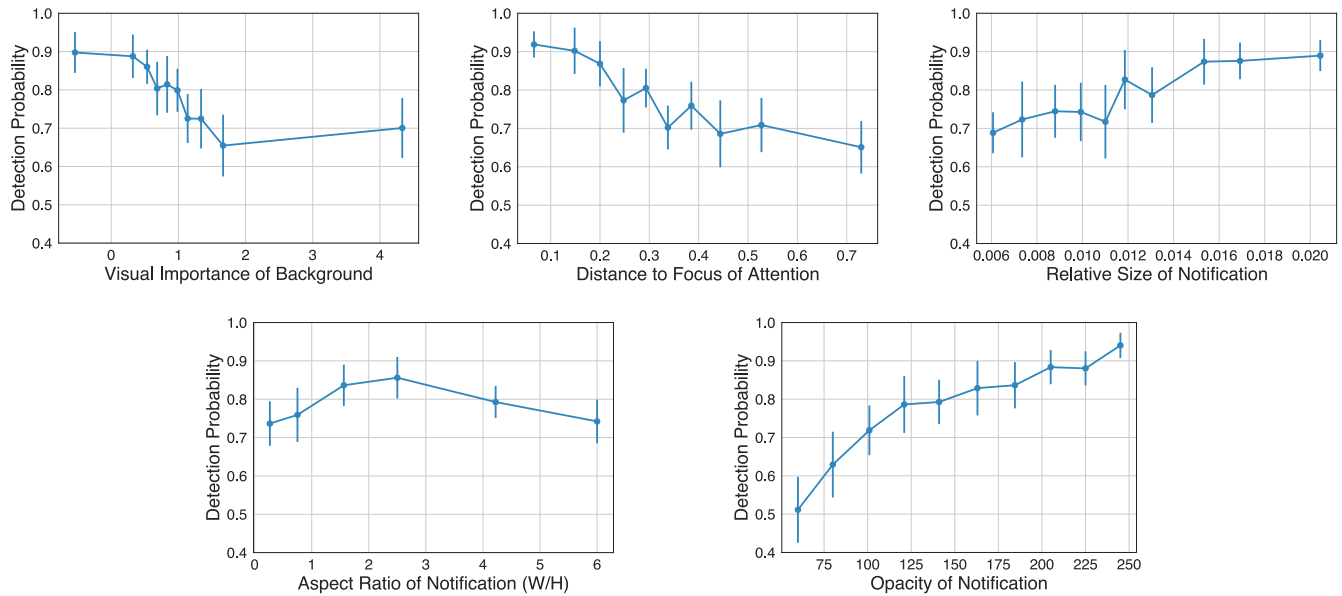 1.0
0.9
0.8
0.7
0.6
0.5
0.4
Detection Probability
0 1 2 3 4
Visual Importance of Background
1.0
0.9
0.8
0.7
0.6
0.5
0.4
Detection Probability
0.1 0.2 0.3 0.4 0.5 0.6 0.7
Distance to Focus of Attention
1.0
0.9
0.8
0.7
0.6
0.5
0.4
Detection Probability
0.006 0.008 0.010 0.012 0.014 0.016 0.018 0.020
Relative Size of Notification
1.0
0.9
0.8
0.7
0.6
0.5
0.4
Detection Probability
0 1 2 3 4 5 6
Aspect Ratio of Notification (W/H)
1.0
0.9
0.8
0.7
0.6
0.5
0.4
Detection Probability
75 100 125 150 175 200 225 250
Opacity of Notification